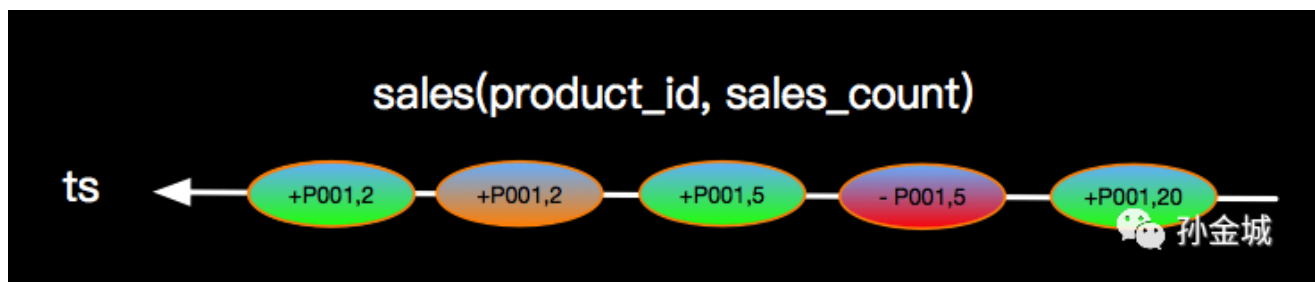 sales(product_id, sales_count)
ts
+P001,2
+P001,2
+P001,5
- P001,5
+P001,20
孙金城